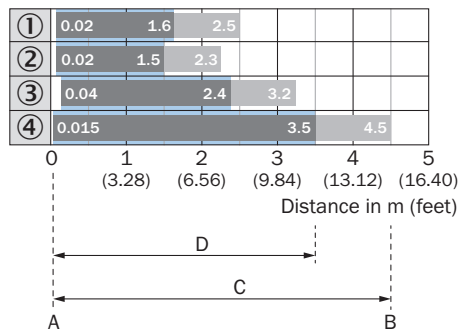 ① 0.02 1.6 2.5
② 0.02 1.5 2.3
③ 0.04 2.4 3.2
④ 0.015 3.5 4.5
0 1 2 3 4 5
(3.28) (6.56) (9.84) (13.12) (16.40)
Distance in m (feet)
D
C
A B